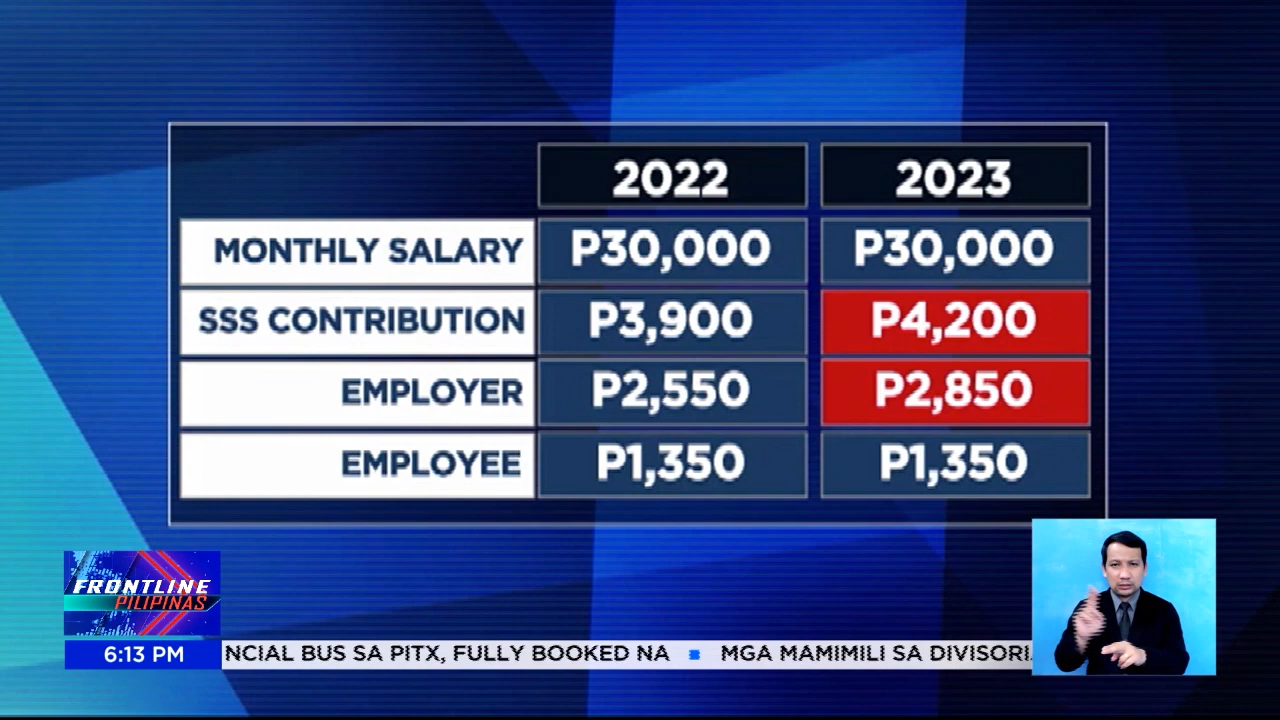 2022 2023
MONTHLY SALARY P30,000 P30,000
SSS CONTRIBUTION P3,900 P4,200
EMPLOYER P2,550 P2,850
EMPLOYEE P1,350 P1,350
FRONTLINE
PILIPINAS
6:13 PM NCIAL BUS SA PITX, FULLY BOOKED NA ▪ MGA MAMIMILI SA DIVISORI